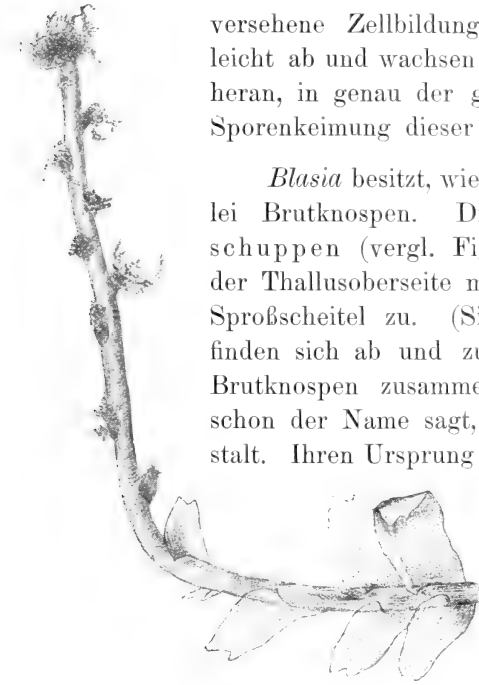 versehene Zellbildung
leicht ab und wachsen
heran, in genau der g
Sporenkeimung dieser
Blasia besitzt, wie
lei Brutknospen. Di
schuppen (vergl. Fi
der Thallusoberseite m
Sproßscheitel zu. (Si
finden sich ab und zu
Brutknospen zusamme
schon der Name sagt,
stalt. Ihren Ursprung